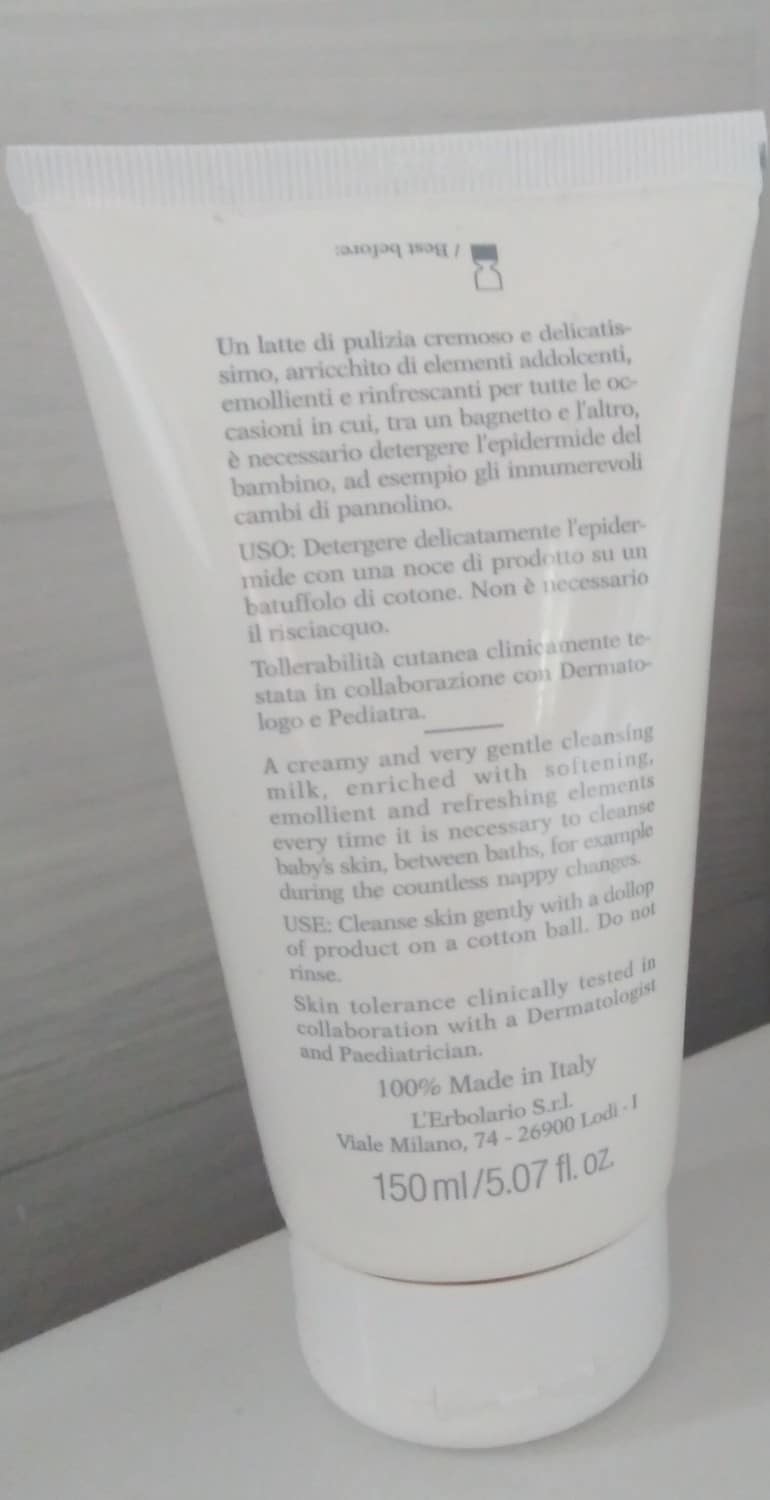 / Best before:
Un latte di pulizia cremoso e delicatis-
simo, arricchito di elementi addolcenti,
emollienti e rinfrescanti per tutte le oc-
casioni in cui, tra un bagnetto e l'altro,
è necessario detergere l'epidermide del
bambino, ad esempio gli innumerevoli
cambi di pannolino.
USO: Detergere delicatamente l'epider-
mide con una noce di prodotto su un
batuffolo di cotone. Non è necessario
il risciacquo.
Tollerabilità cutanea clinicamente te-
stata in collaborazione con Dermato-
logo e Pediatra.
A creamy and very gentle cleansing
milk, enriched with softening,
emollient and refreshing elements
every time it is necessary to cleanse
baby's skin, between baths, for example
during the countless nappy changes.
USE: Cleanse skin gently with a dollop
of product on a cotton ball. Do not
rinse.
Skin tolerance clinically tested in
collaboration with a Dermatologist
and Paediatrician.
100% Made in Italy
L'Erbolario S.r.l.
Viale Milano, 74 - 26900 Lodi - I
150 ml/5.07 fl. oz.